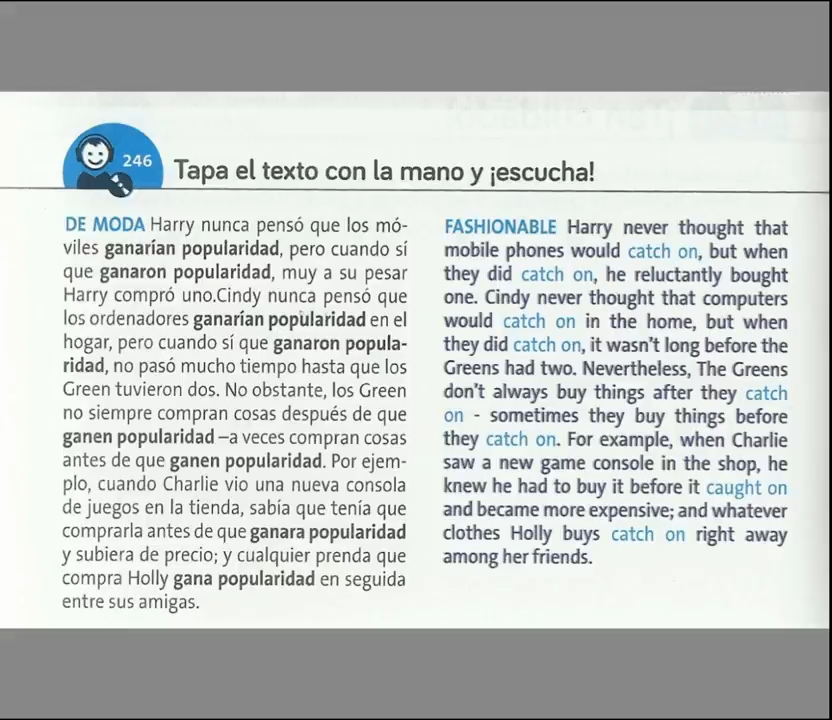 246
Tapa el texto con la mano y ¡escucha!
DE MODA Harry nunca pensó que los mó-
viles ganarían popularidad, pero cuando sí
que ganaron popularidad, muy a su pesar
Harry compró uno.Cindy nunca pensó que
los ordenadores ganarían popularidad en el
hogar, pero cuando sí que ganaron popula-
ridad, no pasó mucho tiempo hasta que los
Green tuvieron dos. No obstante, los Green
no siempre compran cosas después de que
ganen popularidad –a veces compran cosas
antes de que ganen popularidad. Por ejem-
plo, cuando Charlie vio una nueva consola
de juegos en la tienda, sabía que tenía que
comprarla antes de que ganara popularidad
y subiera de precio; y cualquier prenda que
compra Holly gana popularidad en seguida
entre sus amigas.
FASHIONABLE Harry never thought that
mobile phones would catch on, but when
they did catch on, he reluctantly bought
one. Cindy never thought that computers
would catch on in the home, but when
they did catch on, it wasn't long before the
Greens had two. Nevertheless, The Greens
don't always buy things after they catch
on - sometimes they buy things before
they catch on. For example, when Charlie
saw a new game console in the shop, he
knew he had to buy it before it caught on
and became more expensive; and whatever
clothes Holly buys catch on right away
among her friends.